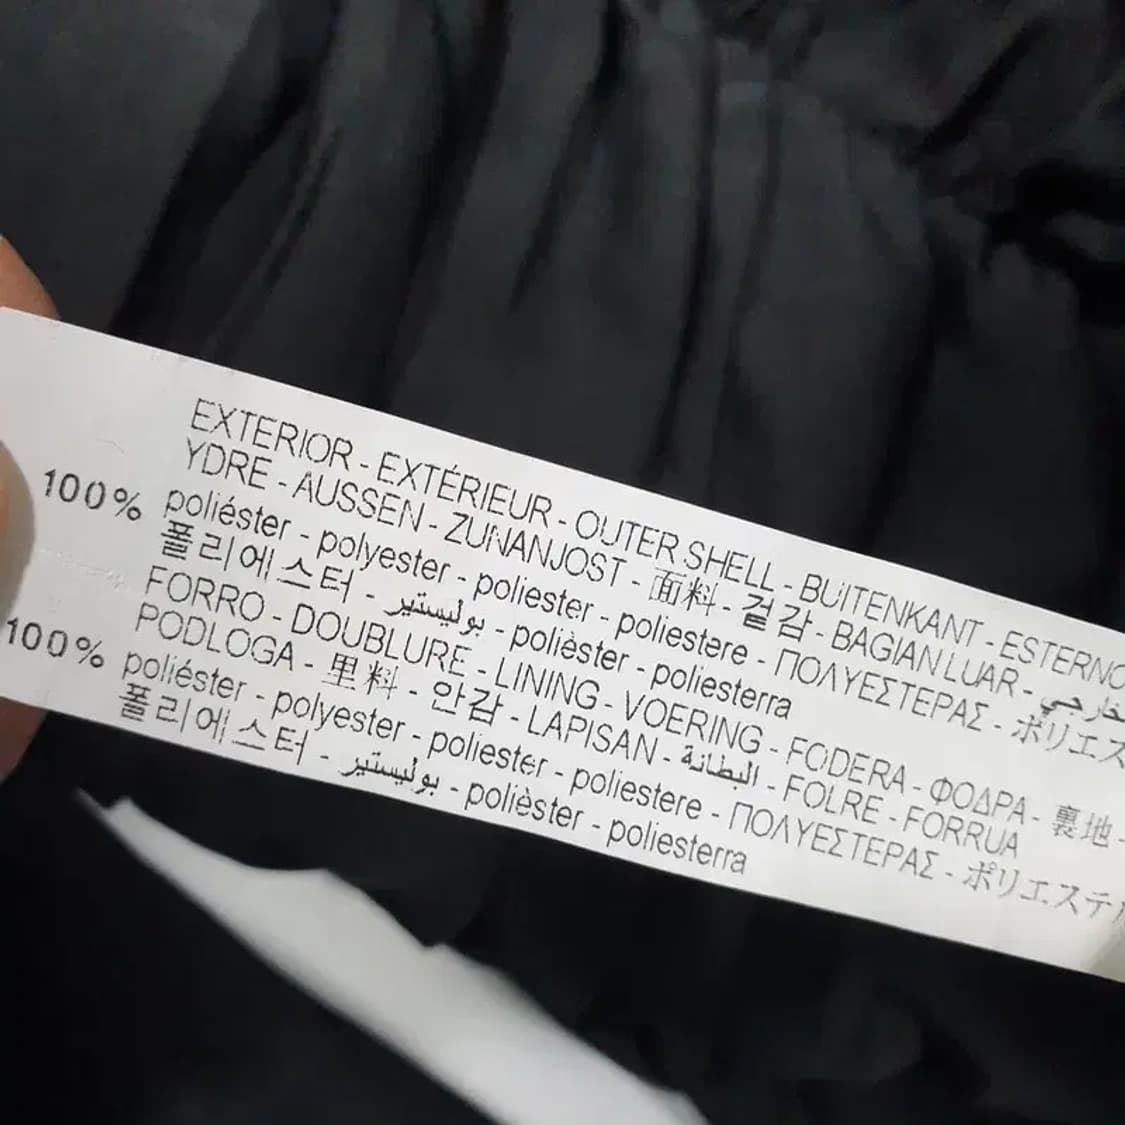 EXTERIOR - EXTÉRIEUR - OUTER SHELL - BUITENKANT - ESTERNO
YDRE - AUSSEN - ZUNANJOST - 面料 - 겉감 - BAGIAN LUAR - خارجي
100% poliéster - polyester - poliester - poliestere - ΠΟΛΥΕΣΤΕΡΑΣ - ポリエス
폴리에스터 - بوليستير - polièster - poliesterra
FORRO - DOUBLURE - LINING - VOERING - FODERA - ΦΟΔΡΑ - 裏地 -
PODLOGA - 里料 - 안감 - LAPISAN - البطانة - FOLRE - FORRUA
100% poliéster - polyester - poliester - poliestere - ΠΟΛΥΕΣΤΕΡΑΣ - ポリエステル
폴리에스터 - بوليستير - polièster - poliesterra